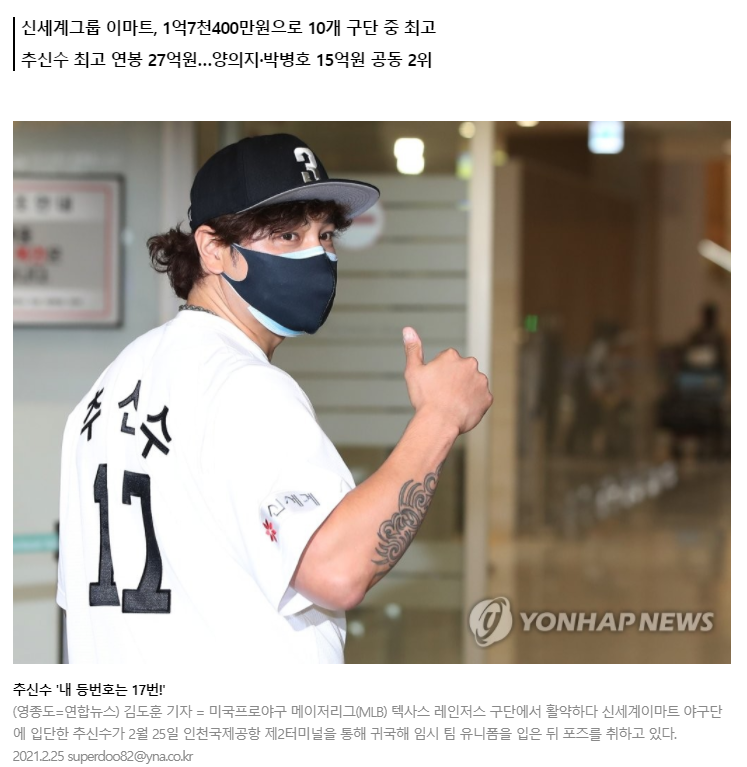 신세계그룹 이마트, 1억7천400만원으로 10개 구단 중 최고
추신수 최고 연봉 27억원…양의지·박병호 15억원 공동 2위
3
추신수
17
신세계
YONHAP NEWS
추신수 '내 등번호는 17번!'
(영종도=연합뉴스) 김도훈 기자 = 미국프로야구 메이저리그(MLB) 텍사스 레인저스 구단에서 활약하다 신세계이마트 야구단
에 입단한 추신수가 2월 25일 인천국제공항 제2터미널을 통해 귀국해 임시 팀 유니폼을 입은 뒤 포즈를 취하고 있다.
2021.2.25 superdoo82@yna.co.kr